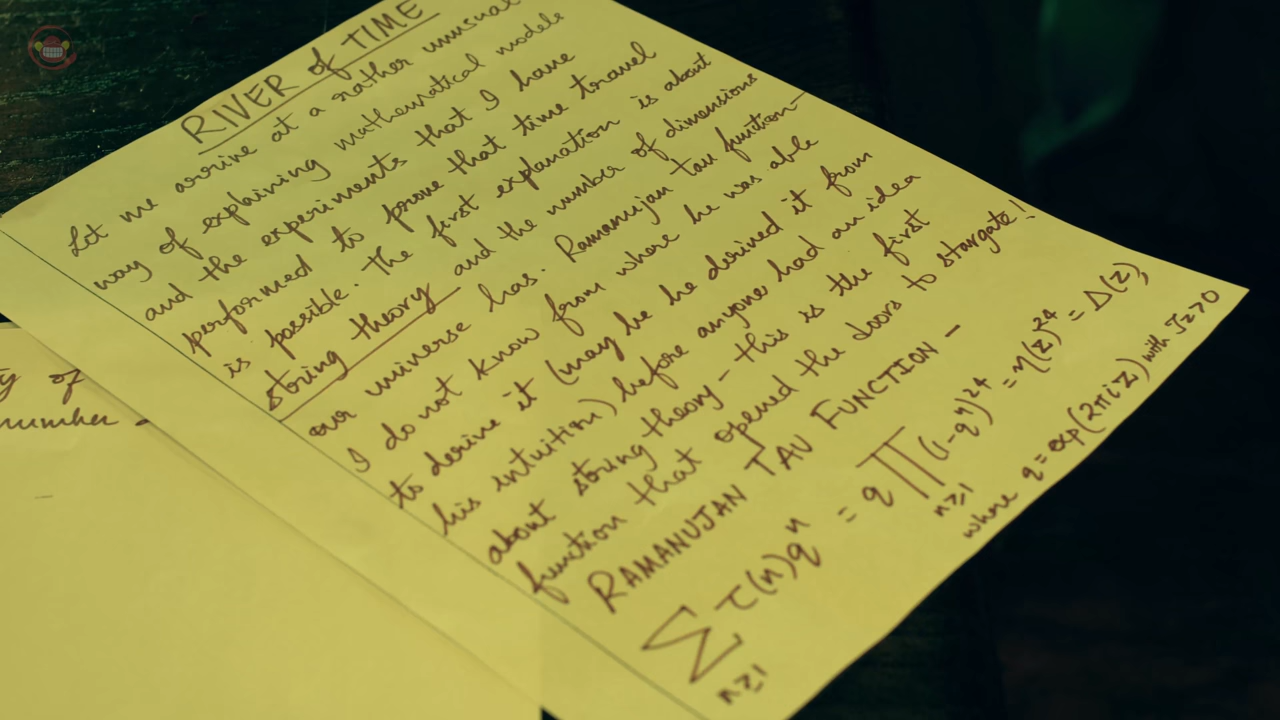 RIVER of TIME
Let me arrive at a rather unusual
way of explaining mathematical models
and the experiments that I have
performed to prove that time travel
is possible. The first explanation is about
string theory and the number of dimensions
our universe has. Ramanujan tau function-
I do not know from where he was able
to derive it (may be he derived it from
his intuition) before anyone had an idea
about string theory - this is the first
function that opened the doors to stargate!
RAMANUJAN TAU FUNCTION -
∑ τ(n)q^n = q ∏ (1-q^n)^24 = η(z)^24 = Δ(z),
n≥1 n≥1
where q = exp(2πiz) with Jz>0
of
number